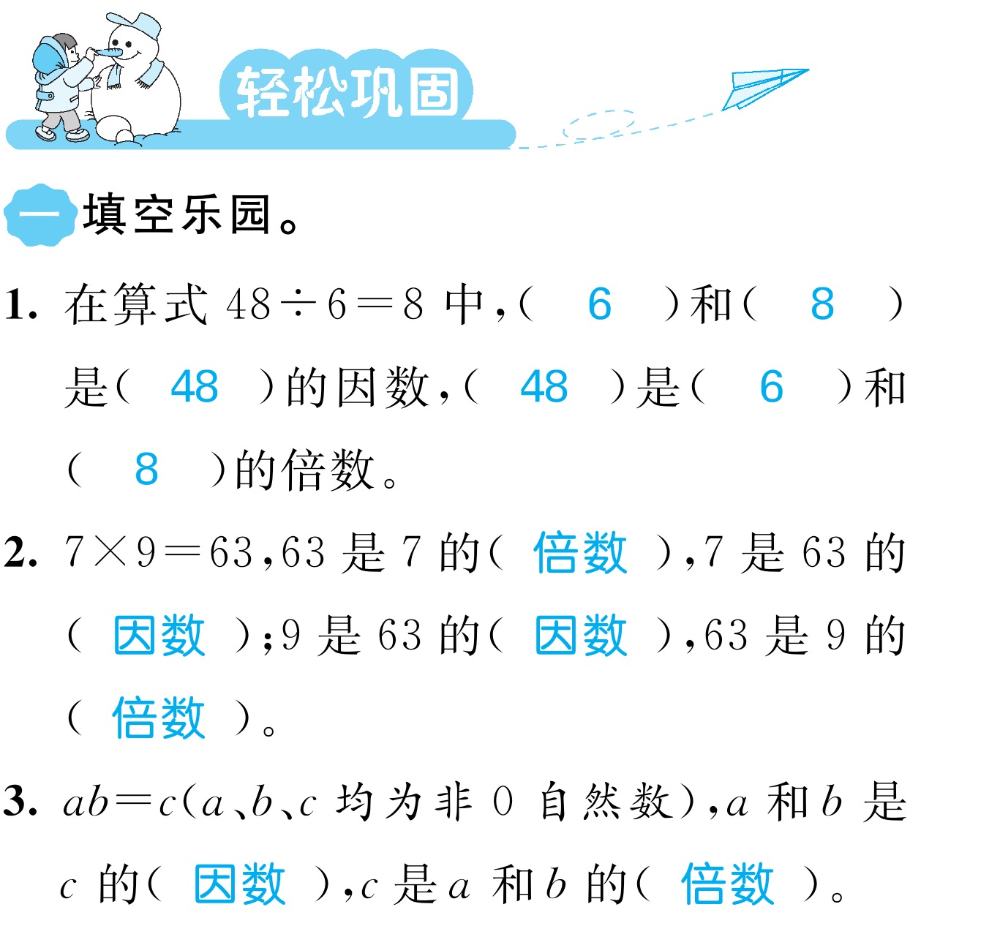 轻松巩固
一 填空乐园。
1. 在算式 48÷6=8 中,( 6 )和( 8 )
是( 48 )的因数,( 48 )是( 6 )和
( 8 )的倍数。
2. 7×9=63,63 是 7 的( 倍数 ),7 是 63 的
( 因数 );9 是 63 的( 因数 ),63 是 9 的
( 倍数 )。
3. ab=c(a、b、c 均为非 0 自然数),a 和 b 是
c 的( 因数 ),c 是 a 和 b 的( 倍数 )。